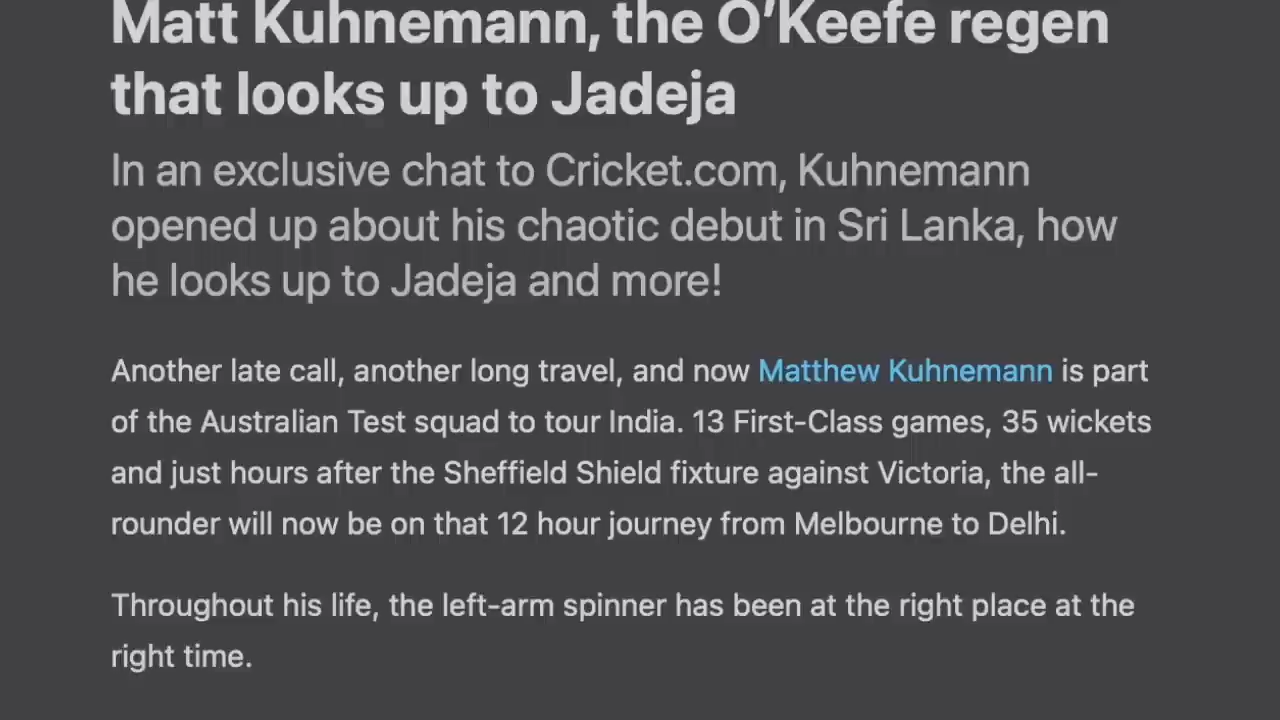 Matt Kuhnemann, the O’Keefe regen
that looks up to Jadeja
In an exclusive chat to Cricket.com, Kuhnemann
opened up about his chaotic debut in Sri Lanka, how
he looks up to Jadeja and more!
Another late call, another long travel, and now Matthew Kuhnemann is part
of the Australian Test squad to tour India. 13 First-Class games, 35 wickets
and just hours after the Sheffield Shield fixture against Victoria, the all-
rounder will now be on that 12 hour journey from Melbourne to Delhi.
Throughout his life, the left-arm spinner has been at the right place at the
right time.